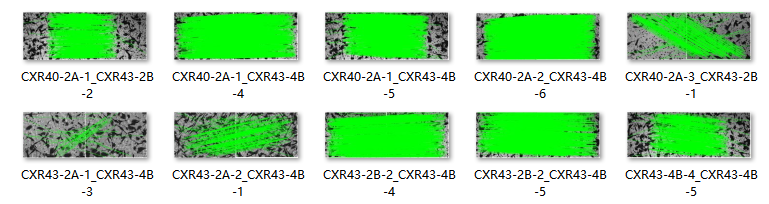 CXR40-2A-1_CXR43-2B
-2
CXR40-2A-1_CXR43-4B
-4
CXR40-2A-1_CXR43-4B
-5
CXR40-2A-2_CXR43-4B
-6
CXR40-2A-3_CXR43-2B
-1
CXR43-2A-1_CXR43-4B
-3
CXR43-2A-2_CXR43-4B
-1
CXR43-2B-2_CXR43-4B
-4
CXR43-2B-2_CXR43-4B
-5
CXR43-4B-4_CXR43-4B
-5